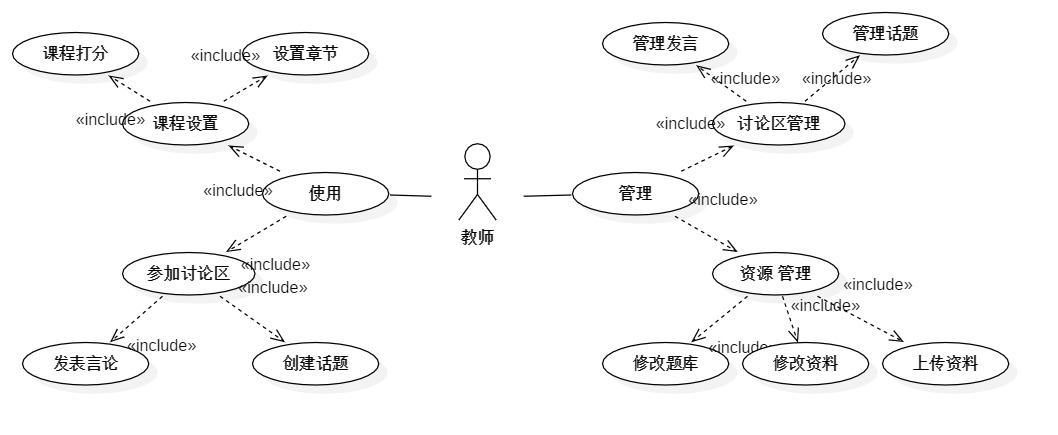 管理话题
管理发言
课程打分
«include»
设置章节
«include»
«include»
«include»
课程设置
«include»
讨论区管理
«include»
使用
管理
«include»
教师
参加讨论区
«include»
«include»
资源 管理
«include»
«include»
发表言论
«include»
创建话题
修改题库
«include»
修改资料
上传资料